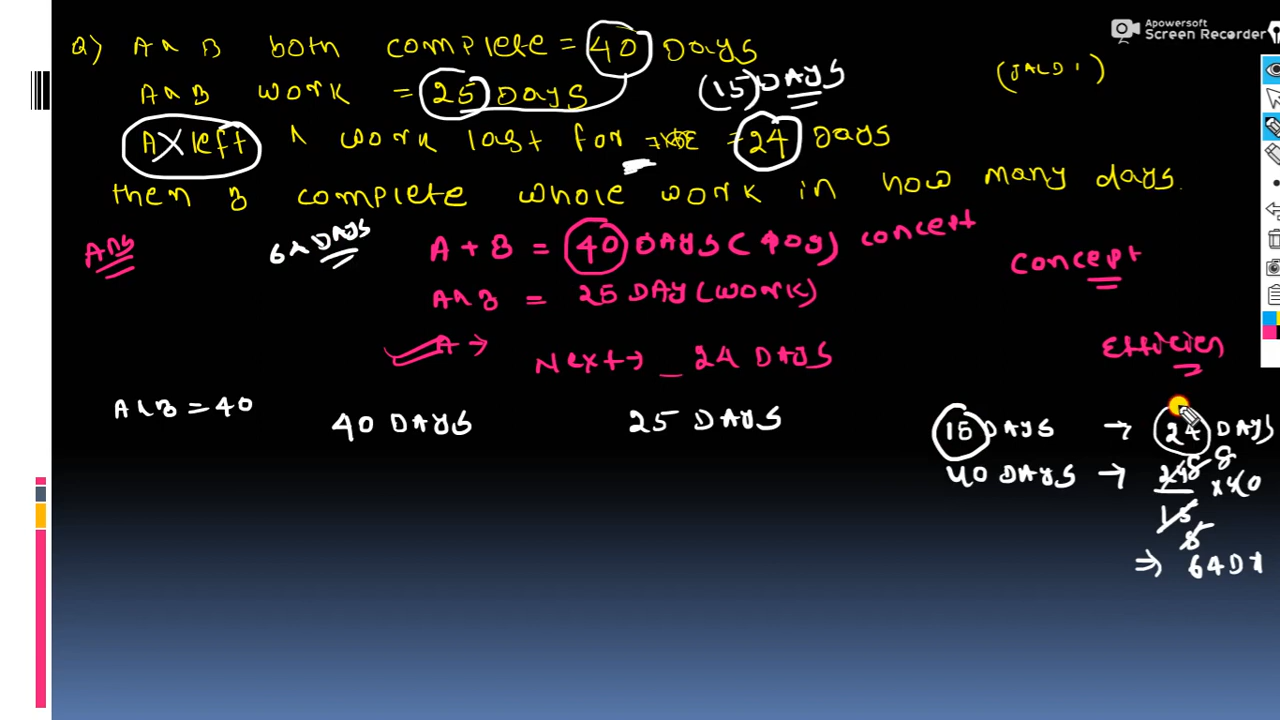 Apowersoft
Screen Recorder
Q) A & B both complete = 40 Days
(JALDI)
A & B work = 25 Days (15) DAYS
A X left & work last for = 24 Days
then B complete whole work in how many days.
Ans 64 DAYS A + B = 40 DAYS ( ) concept
Concept
A & B = 25 DAY (WORK)
A →
Next → _ 24 DAYS
A & B = 40 40 DAYS 25 DAYS
15 DAYS → 24 DAYS
40 DAYS → 24 8 8
x 40
15
5
⇒ 64 D